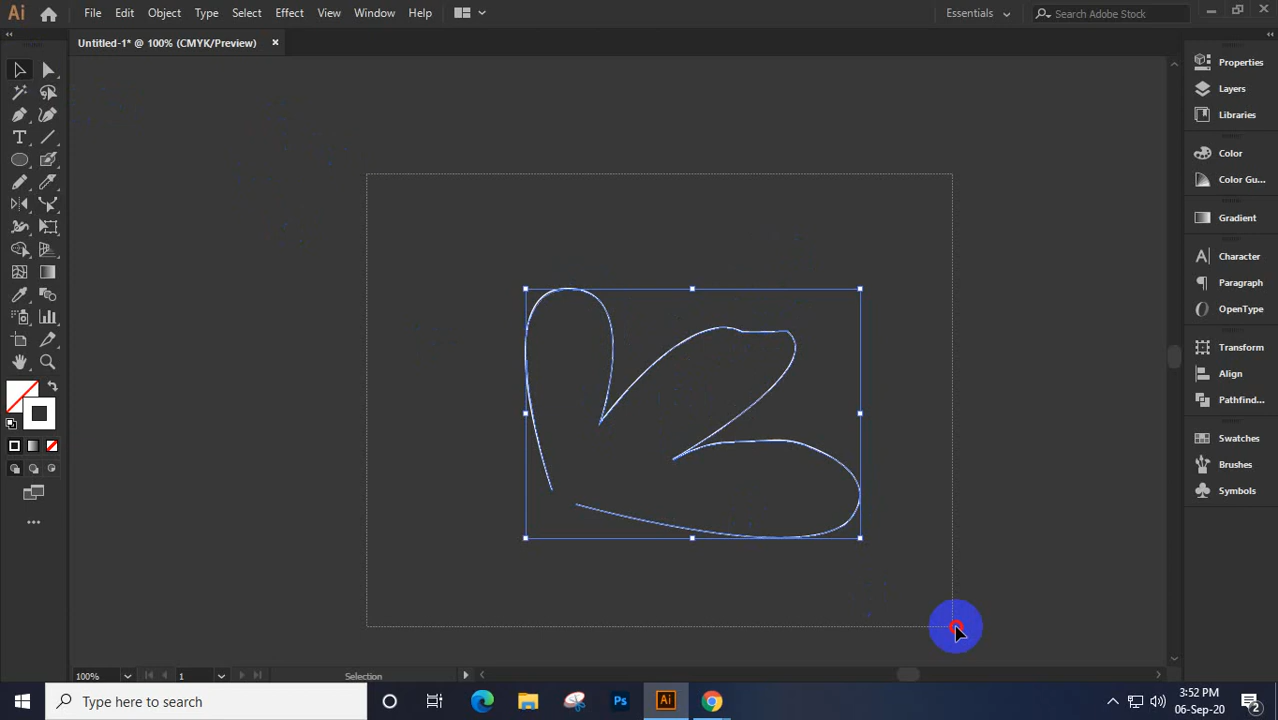 Ai File Edit Object Type Select Effect View Window Help Essentials Search Adobe Stock
Untitled-1* @ 100% (CMYK/Preview)
Properties
Layers
Libraries
Color
Color Gu...
Gradient
Character
Paragraph
OpenType
Transform
Align
Pathfind...
Swatches
Brushes
Symbols
100% 1 Selection
Type here to search
Ps
Ai
3:52 PM
06-Sep-20
2